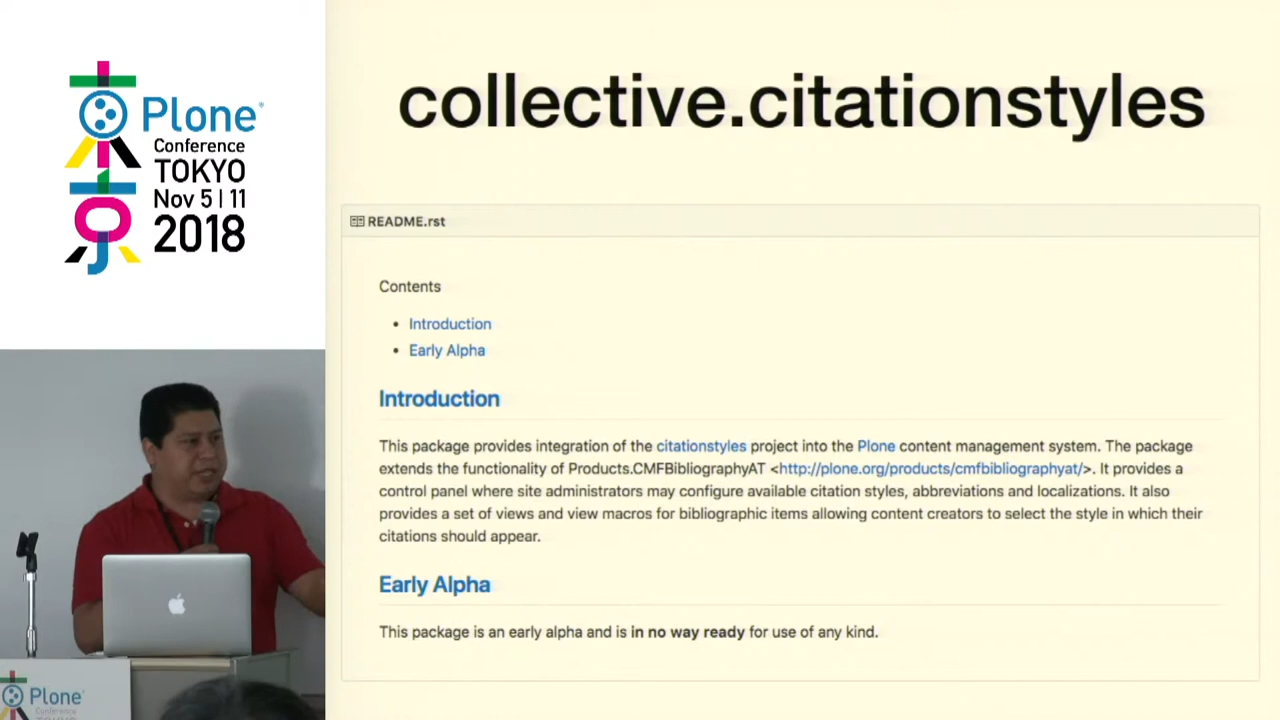 Plone®
Conference
TOKYO
Nov 5 | 11
2018
collective.citationstyles
README.rst
Contents
• Introduction
• Early Alpha
Introduction
This package provides integration of the citationstyles project into the Plone content management system. The package
extends the functionality of Products.CMFBibliographyAT <http://plone.org/products/cmfbibliographyat/>. It provides a
control panel where site administrators may configure available citation styles, abbreviations and localizations. It also
provides a set of views and view macros for bibliographic items allowing content creators to select the style in which their
citations should appear.
Early Alpha
This package is an early alpha and is in no way ready for use of any kind.
Plone
Conference
TOKYO